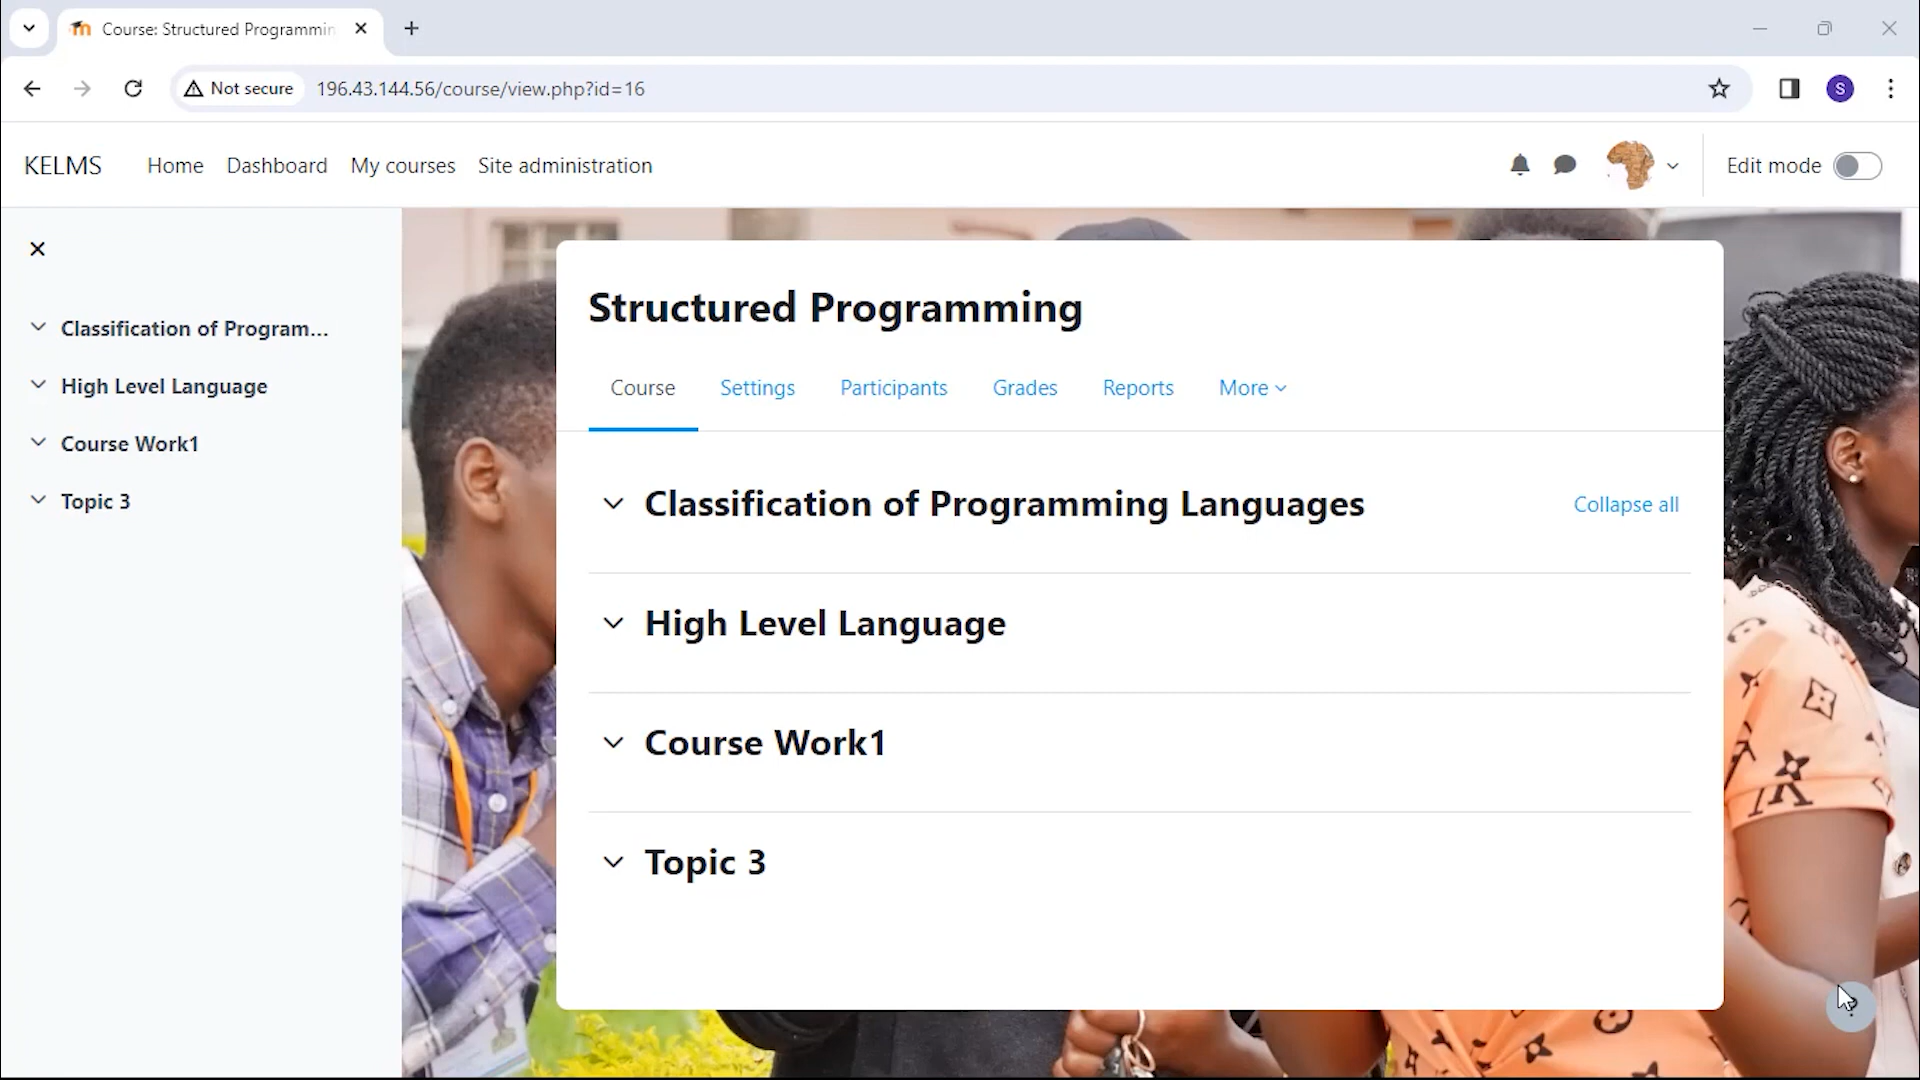 Course: Structured Programmin
Not secure
196.43.144.56/course/view.php?id=16
S
KELMS
Home
Dashboard
My courses
Site administration
Edit mode
Classification of Program...
High Level Language
Course Work1
Topic 3
Structured Programming
Course
Settings
Participants
Grades
Reports
More
Classification of Programming Languages
Collapse all
High Level Language
Course Work1
Topic 3
?